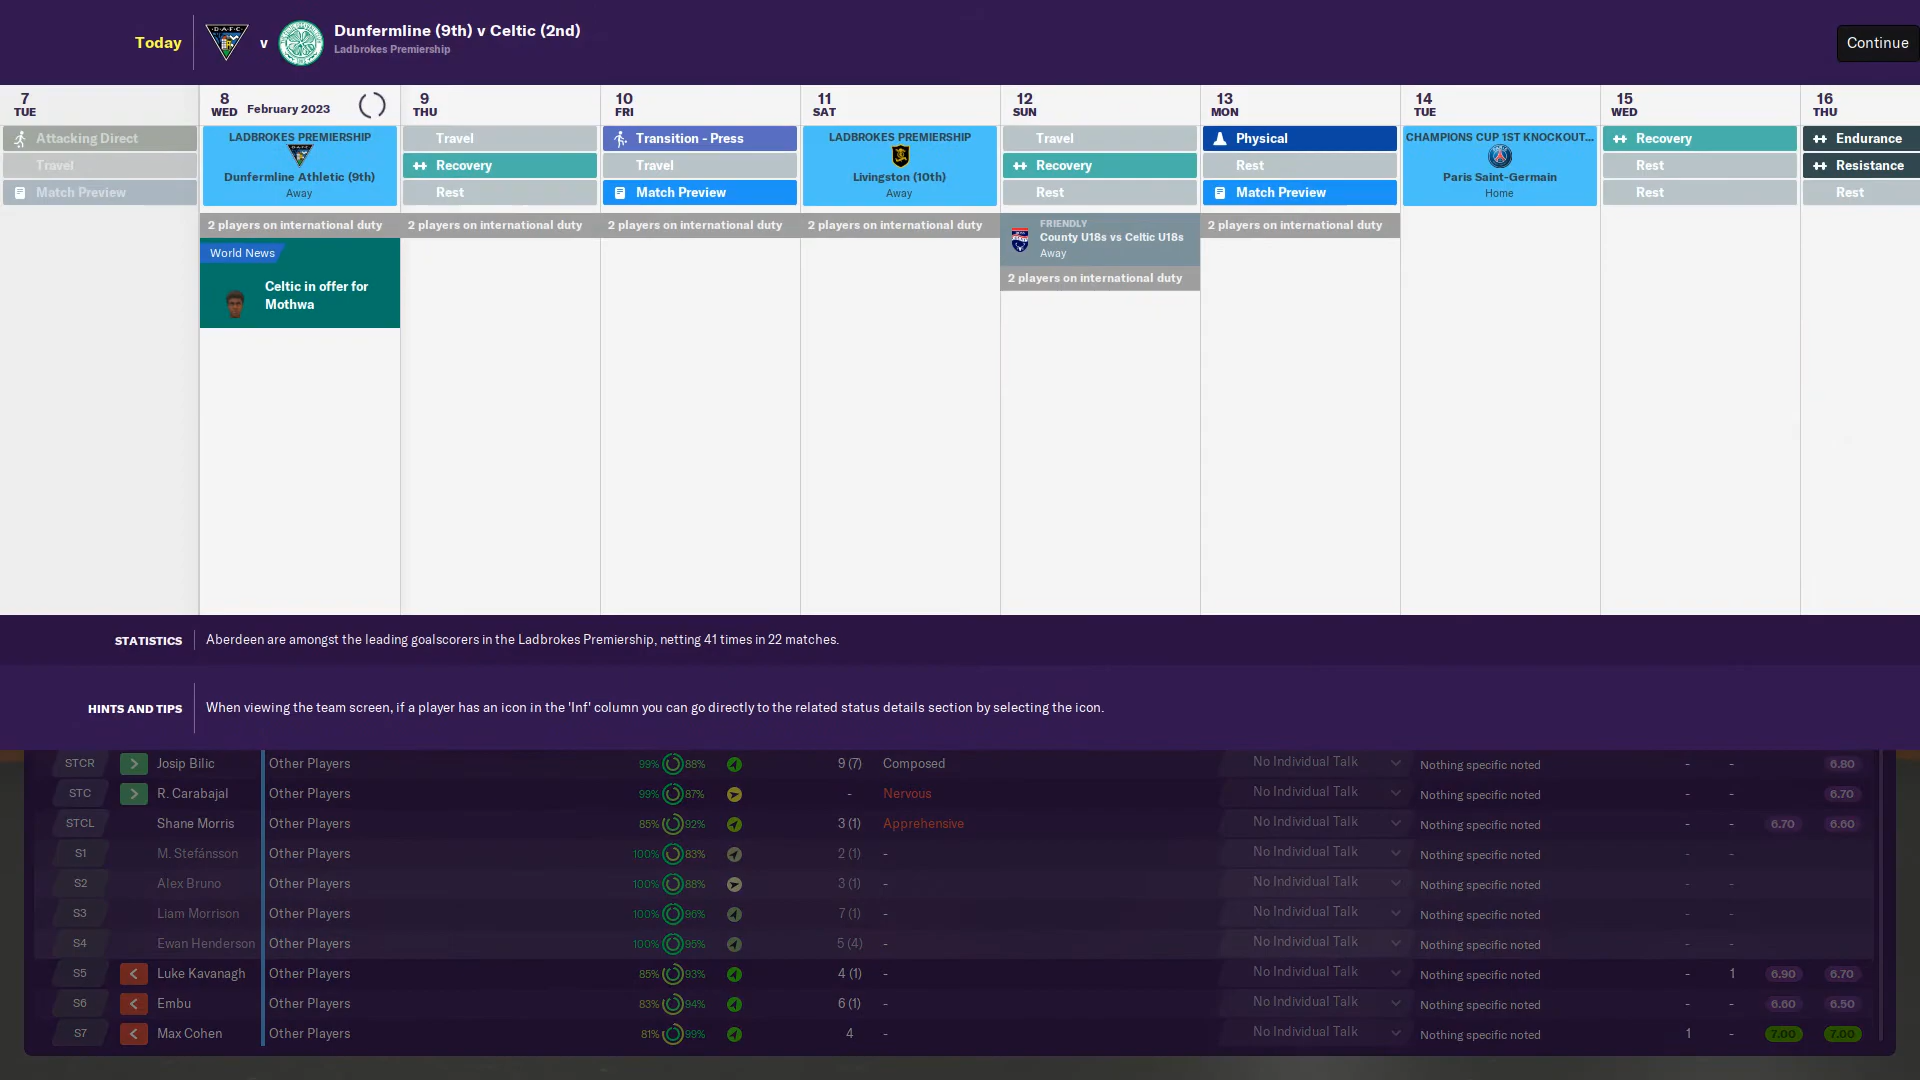 Today
v
Dunfermline (9th) v Celtic (2nd)
Ladbrokes Premiership
Continue
7
TUE
Attacking Direct
Travel
Match Preview
8
WED February 2023
LADBROKES PREMIERSHIP
Dunfermline Athletic (9th)
Away
2 players on international duty
World News
Celtic in offer for
Mothwa
9
THU
Travel
Recovery
Rest
2 players on international duty
10
FRI
Transition - Press
Travel
Match Preview
2 players on international duty
11
SAT
LADBROKES PREMIERSHIP
Livingston (10th)
Away
2 players on international duty
12
SUN
Travel
Recovery
Rest
FRIENDLY
County U18s vs Celtic U18s
Away
2 players on international duty
13
MON
Physical
Rest
Match Preview
2 players on international duty
14
TUE
CHAMPIONS CUP 1ST KNOCKOUT...
Paris Saint-Germain
Home
15
WED
Recovery
Rest
Rest
16
THU
Endurance
Resistance
Rest
STATISTICS Aberdeen are amongst the leading goalscorers in the Ladbrokes Premiership, netting 41 times in 22 matches.
HINTS AND TIPS When viewing the team screen, if a player has an icon in the 'Inf' column you can go directly to the related status details section by selecting the icon.
STCR Josip Bilic Other Players 99% 88% 9 (7) Composed No Individual Talk Nothing specific noted - - 6.80
STC R. Carabajal Other Players 99% 87% - Nervous No Individual Talk Nothing specific noted - - 6.70
STCL Shane Morris Other Players 85% 92% 3 (1) Apprehensive No Individual Talk Nothing specific noted - - 6.70 6.60
S1 M. Stefánsson Other Players 100% 83% 2 (1) - No Individual Talk Nothing specific noted - -
S2 Alex Bruno Other Players 100% 88% 3 (1) - No Individual Talk Nothing specific noted - -
S3 Liam Morrison Other Players 100% 96% 7 (1) - No Individual Talk Nothing specific noted - -
S4 Ewan Henderson Other Players 100% 95% 5 (4) - No Individual Talk Nothing specific noted - -
S5 Luke Kavanagh Other Players 85% 93% 4 (1) - No Individual Talk Nothing specific noted - 1 6.90 6.70
S6 Embu Other Players 83% 94% 6 (1) - No Individual Talk Nothing specific noted - - 6.60 6.50
S7 Max Cohen Other Players 81% 99% 4 - No Individual Talk Nothing specific noted 1 - 7.00 7.00